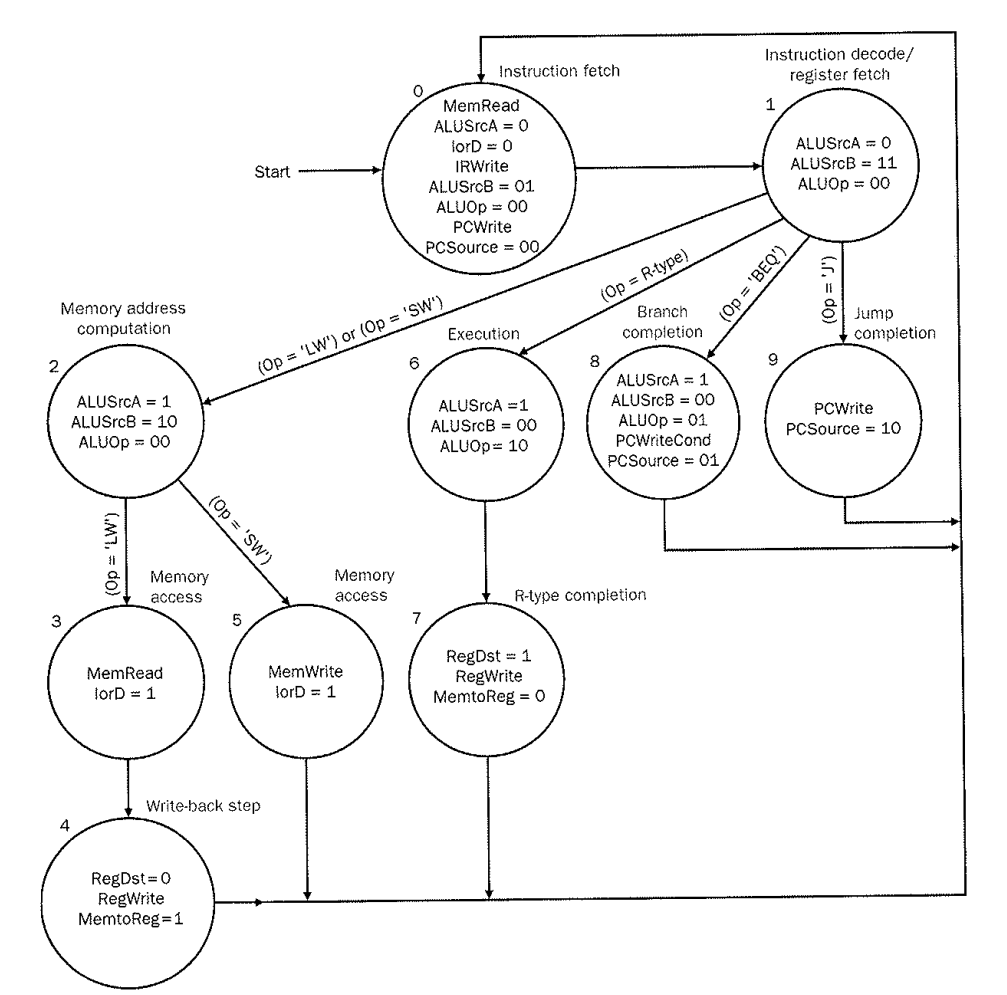 Instruction fetch
0
MemRead
ALUSrcA = 0
IorD = 0
IRWrite
ALUSrcB = 01
ALUOp = 00
PCWrite
PCSource = 00
Start
Instruction decode/
register fetch
1
ALUSrcA = 0
ALUSrcB = 11
ALUOp = 00
(Op = 'LW') or (Op = 'SW')
(Op = R-type)
(Op = 'BEQ')
(Op = 'J')
Memory address
computation
2
ALUSrcA = 1
ALUSrcB = 10
ALUOp = 00
Execution
6
ALUSrcA =1
ALUSrcB = 00
ALUOp= 10
Branch
completion
8
ALUSrcA = 1
ALUSrcB = 00
ALUOp = 01
PCWriteCond
PCSource = 01
Jump
completion
9
PCWrite
PCSource = 10
(Op = 'LW')
(Op = 'SW')
Memory
access
3
MemRead
IorD = 1
Memory
access
5
MemWrite
IorD = 1
R-type completion
7
RegDst = 1
RegWrite
MemtoReg = 0
Write-back step
4
RegDst=0
RegWrite
MemtoReg=1